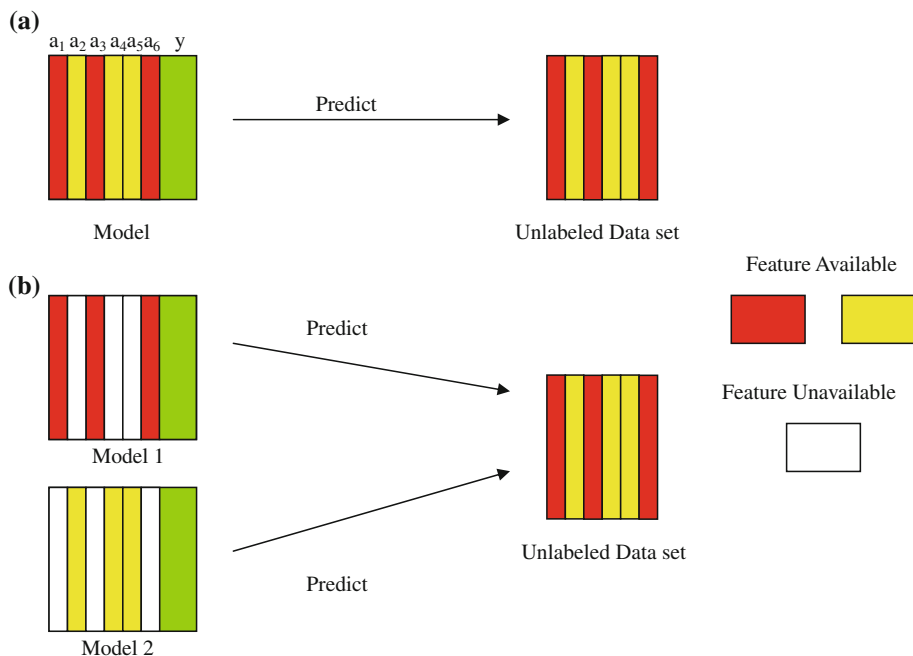 (a)
a₁ a₂ a₃ a₄ a₅ a₆ y
Predict
Model
Unlabeled Data set
Feature Available
(b)
Predict
Feature Unavailable
Model 1
Unlabeled Data set
Predict
Model 2